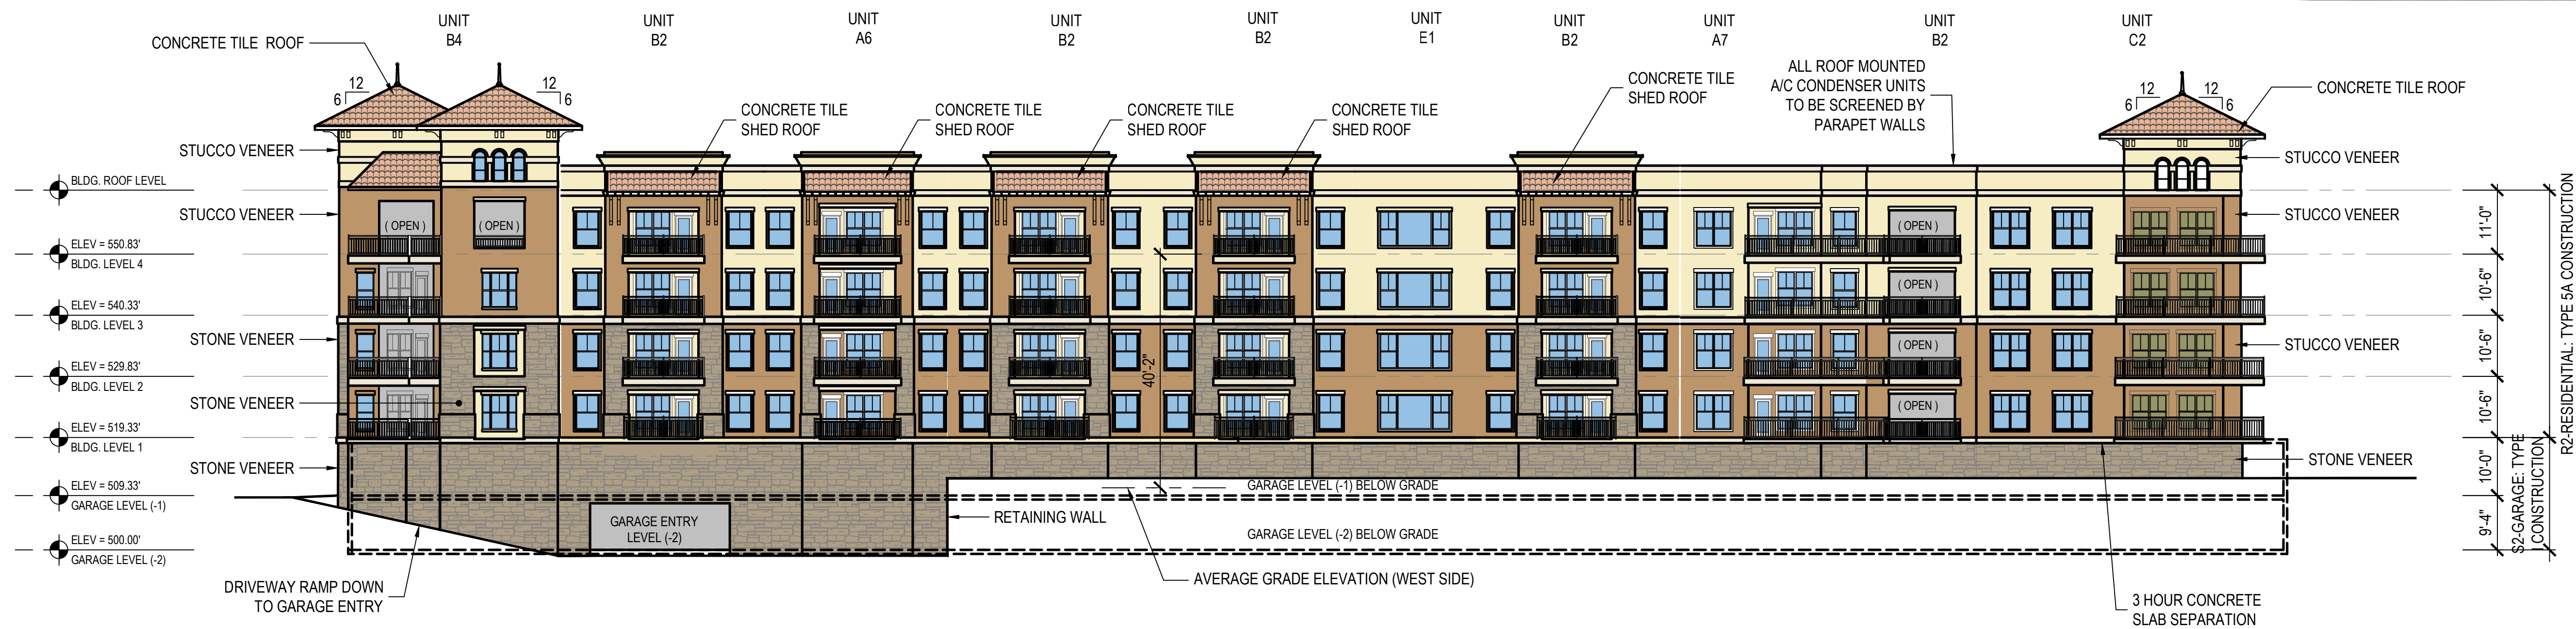 UNIT
B4
UNIT
B2
UNIT
A6
UNIT
B2
UNIT
B2
UNIT
E1
UNIT
B2
UNIT
A7
UNIT
B2
UNIT
C2
CONCRETE TILE ROOF
12
6
12
6
CONCRETE TILE
SHED ROOF
CONCRETE TILE
SHED ROOF
CONCRETE TILE
SHED ROOF
CONCRETE TILE
SHED ROOF
CONCRETE TILE
SHED ROOF
ALL ROOF MOUNTED
A/C CONDENSER UNITS
TO BE SCREENED BY
PARAPET WALLS
12
6
12
6
CONCRETE TILE ROOF
STUCCO VENEER
STUCCO VENEER
BLDG. ROOF LEVEL
STUCCO VENEER
STUCCO VENEER
( OPEN )
( OPEN )
( OPEN )
11'-0"
ELEV = 550.83'
BLDG. LEVEL 4
( OPEN )
10'-6"
ELEV = 540.33'
BLDG. LEVEL 3
STONE VENEER
( OPEN )
STUCCO VENEER
10'-6"
40'-2"
ELEV = 529.83'
BLDG. LEVEL 2
STONE VENEER
( OPEN )
10'-6"
R2-RESIDENTIAL: TYPE 5A CONSTRUCTION
ELEV = 519.33'
BLDG. LEVEL 1
STONE VENEER
STONE VENEER
10'-0"
ELEV = 509.33'
GARAGE LEVEL (-1)
GARAGE LEVEL (-1) BELOW GRADE
GARAGE ENTRY
LEVEL (-2)
RETAINING WALL
GARAGE LEVEL (-2) BELOW GRADE
9'-4"
S2-GARAGE: TYPE
I CONSTRUCTION
ELEV = 500.00'
GARAGE LEVEL (-2)
DRIVEWAY RAMP DOWN
TO GARAGE ENTRY
AVERAGE GRADE ELEVATION (WEST SIDE)
3 HOUR CONCRETE
SLAB SEPARATION